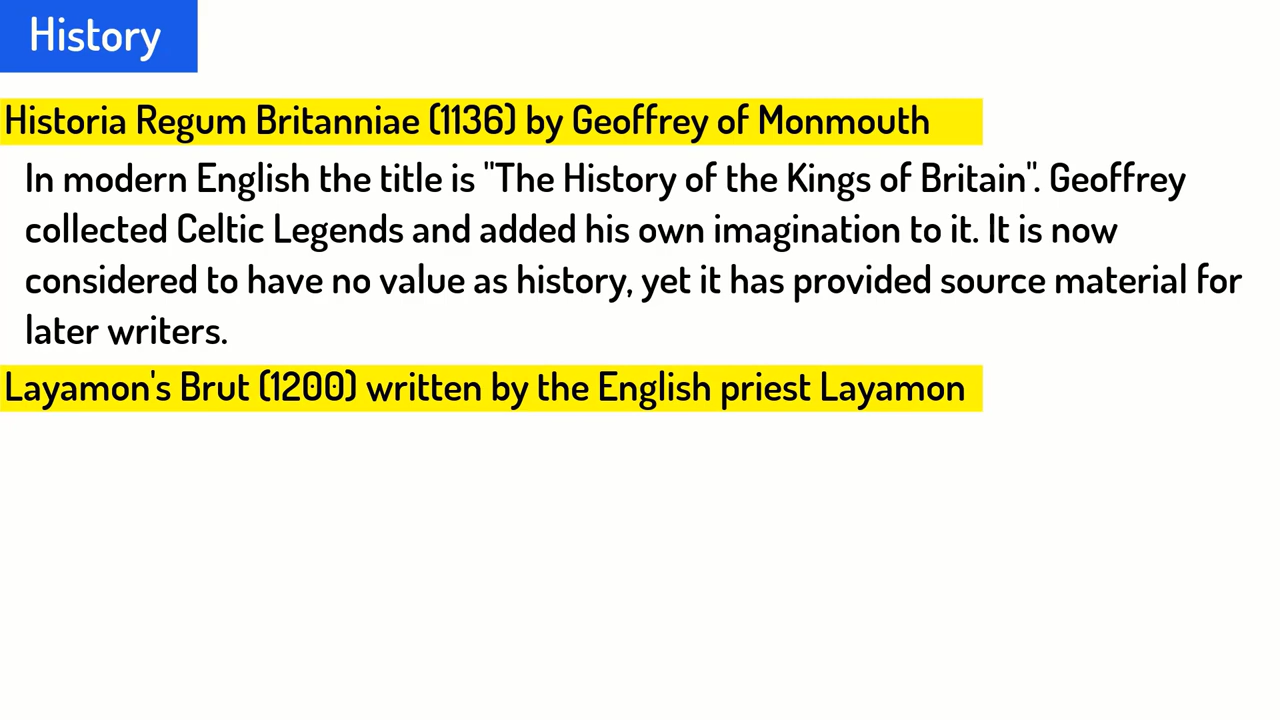 History
Historia Regum Britanniae (1136) by Geoffrey of Monmouth
In modern English the title is "The History of the Kings of Britain". Geoffrey
collected Celtic Legends and added his own imagination to it. It is now
considered to have no value as history, yet it has provided source material for
later writers.
Layamon's Brut (1200) written by the English priest Layamon